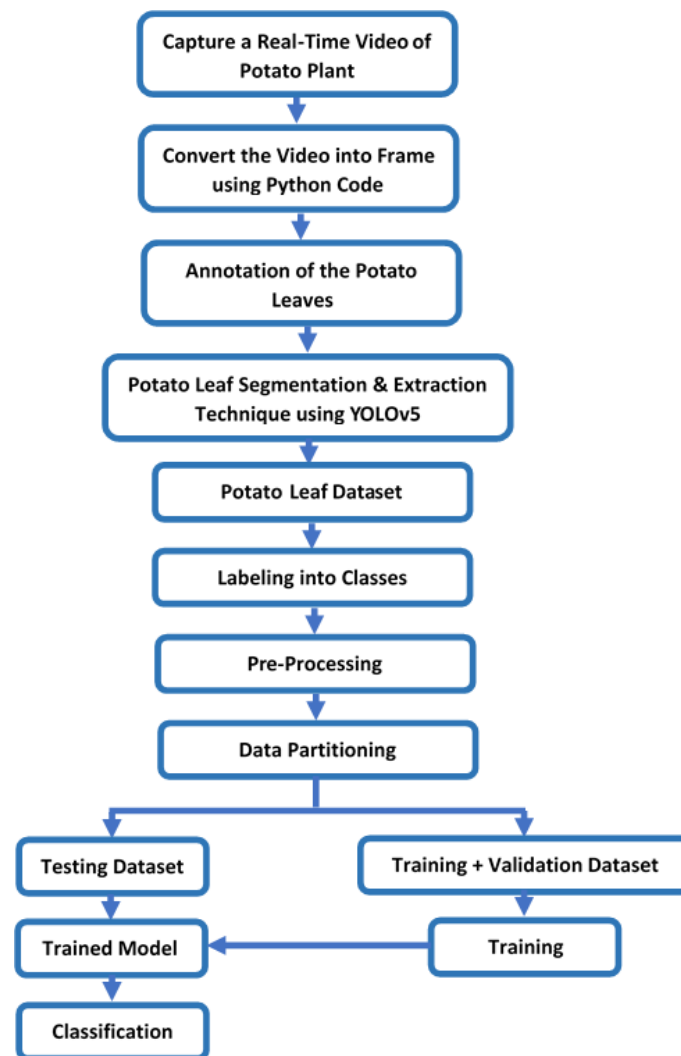 Capture a Real-Time Video of
Potato Plant
Convert the Video into Frame
using Python Code
Annotation of the Potato
Leaves
Potato Leaf Segmentation & Extraction
Technique using YOLOv5
Potato Leaf Dataset
Labeling into Classes
Pre-Processing
Data Partitioning
Testing Dataset
Training + Validation Dataset
Trained Model
Training
Classification